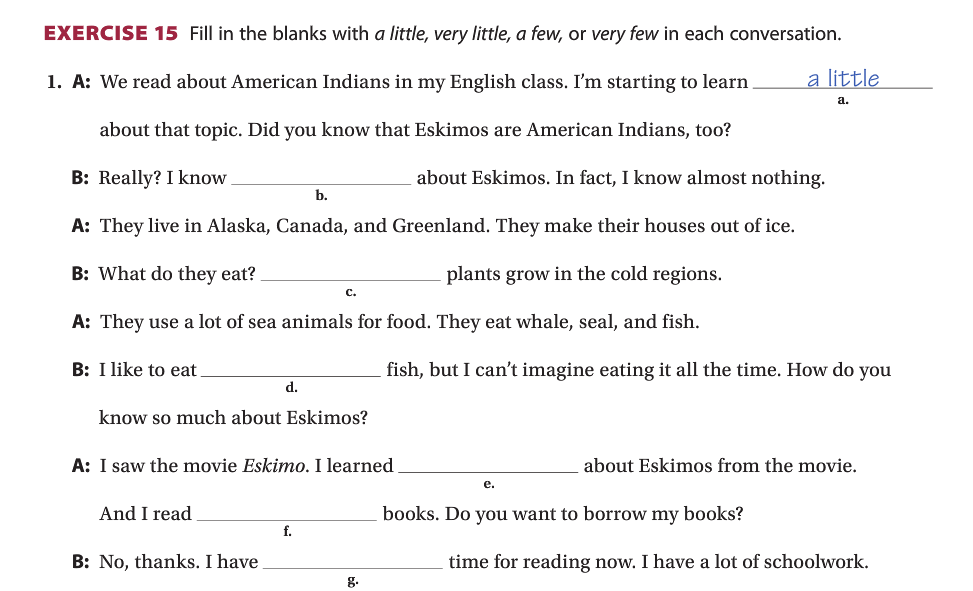 EXERCISE 15 Fill in the blanks with a little, very little, a few, or very few in each conversation.
1. A: We read about American Indians in my English class. I'm starting to learn a little
a.
about that topic. Did you know that Eskimos are American Indians, too?
B: Really? I know ____________ about Eskimos. In fact, I know almost nothing.
b.
A: They live in Alaska, Canada, and Greenland. They make their houses out of ice.
B: What do they eat? ____________ plants grow in the cold regions.
c.
A: They use a lot of sea animals for food. They eat whale, seal, and fish.
B: I like to eat ____________ fish, but I can't imagine eating it all the time. How do you
d.
know so much about Eskimos?
A: I saw the movie Eskimo. I learned ____________ about Eskimos from the movie.
e.
And I read ____________ books. Do you want to borrow my books?
f.
B: No, thanks. I have ____________ time for reading now. I have a lot of schoolwork.
g.